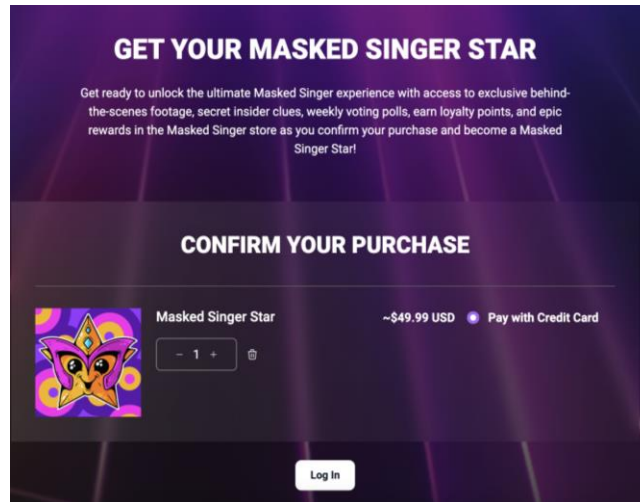 GET YOUR MASKED SINGER STAR
Get ready to unlock the ultimate Masked Singer experience with access to exclusive behind-
the-scenes footage, secret insider clues, weekly voting polls, earn loyalty points, and epic
rewards in the Masked Singer store as you confirm your purchase and become a Masked
Singer Star!
CONFIRM YOUR PURCHASE
Masked Singer Star
~$49.99 USD Pay with Credit Card
- 1 +
Log In